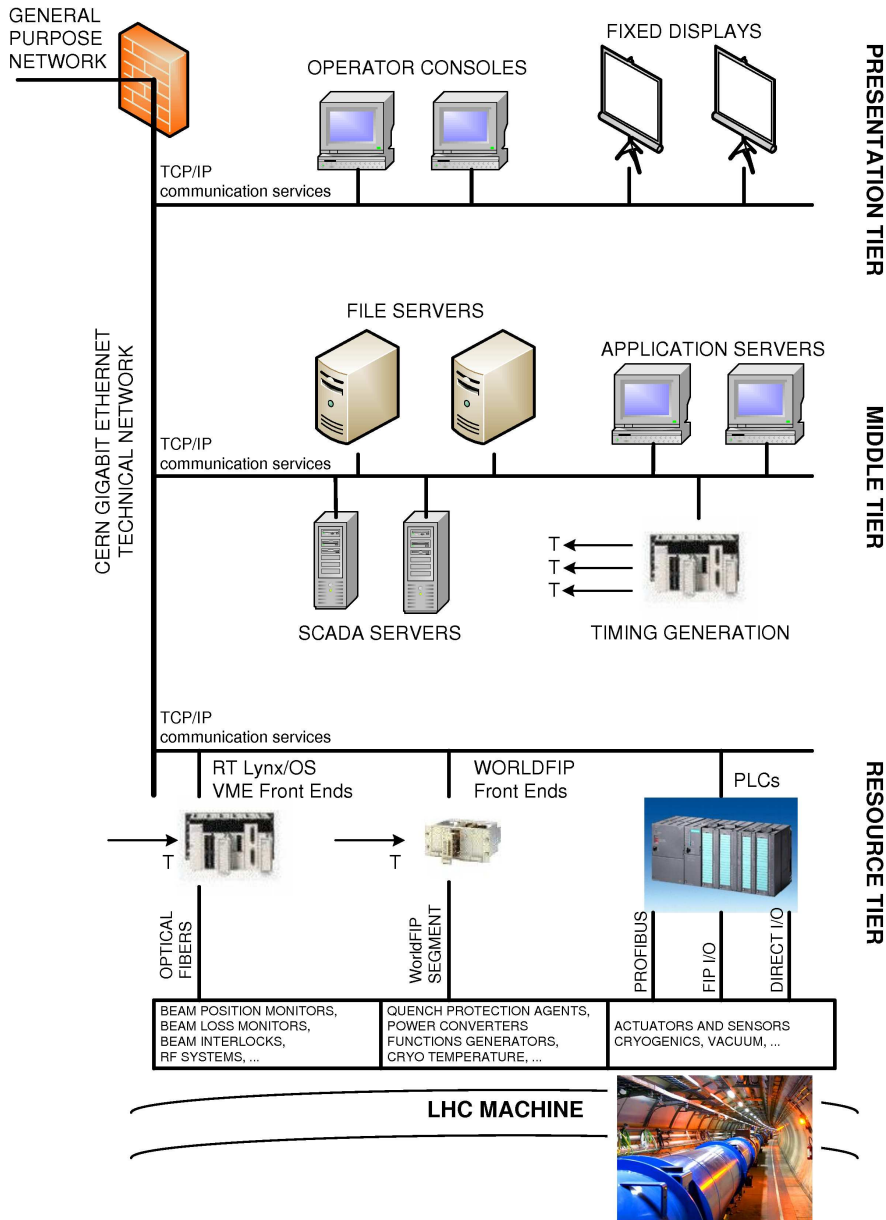 GENERAL
PURPOSE
NETWORK
FIXED DISPLAYS
OPERATOR CONSOLES
PRESENTATION TIER
TCP/IP
communication services
FILE SERVERS
APPLICATION SERVERS
CERN GIGABIT ETHERNET
TECHNICAL NETWORK
MIDDLE TIER
TCP/IP
communication services
T
T
T
SCADA SERVERS
TIMING GENERATION
TCP/IP
communication services
RT Lynx/OS
VME Front Ends
WORLDFIP
Front Ends
PLCs
RESOURCE TIER
T
T
OPTICAL
FIBERS
WorldFIP
SEGMENT
PROFIBUS
FIP I/O
DIRECT I/O
BEAM POSITION MONITORS,
BEAM LOSS MONITORS,
BEAM INTERLOCKS,
RF SYSTEMS, ...
QUENCH PROTECTION AGENTS,
POWER CONVERTERS
FUNCTIONS GENERATORS,
CRYO TEMPERATURE, ...
ACTUATORS AND SENSORS
CRYOGENICS, VACUUM, ...
LHC MACHINE